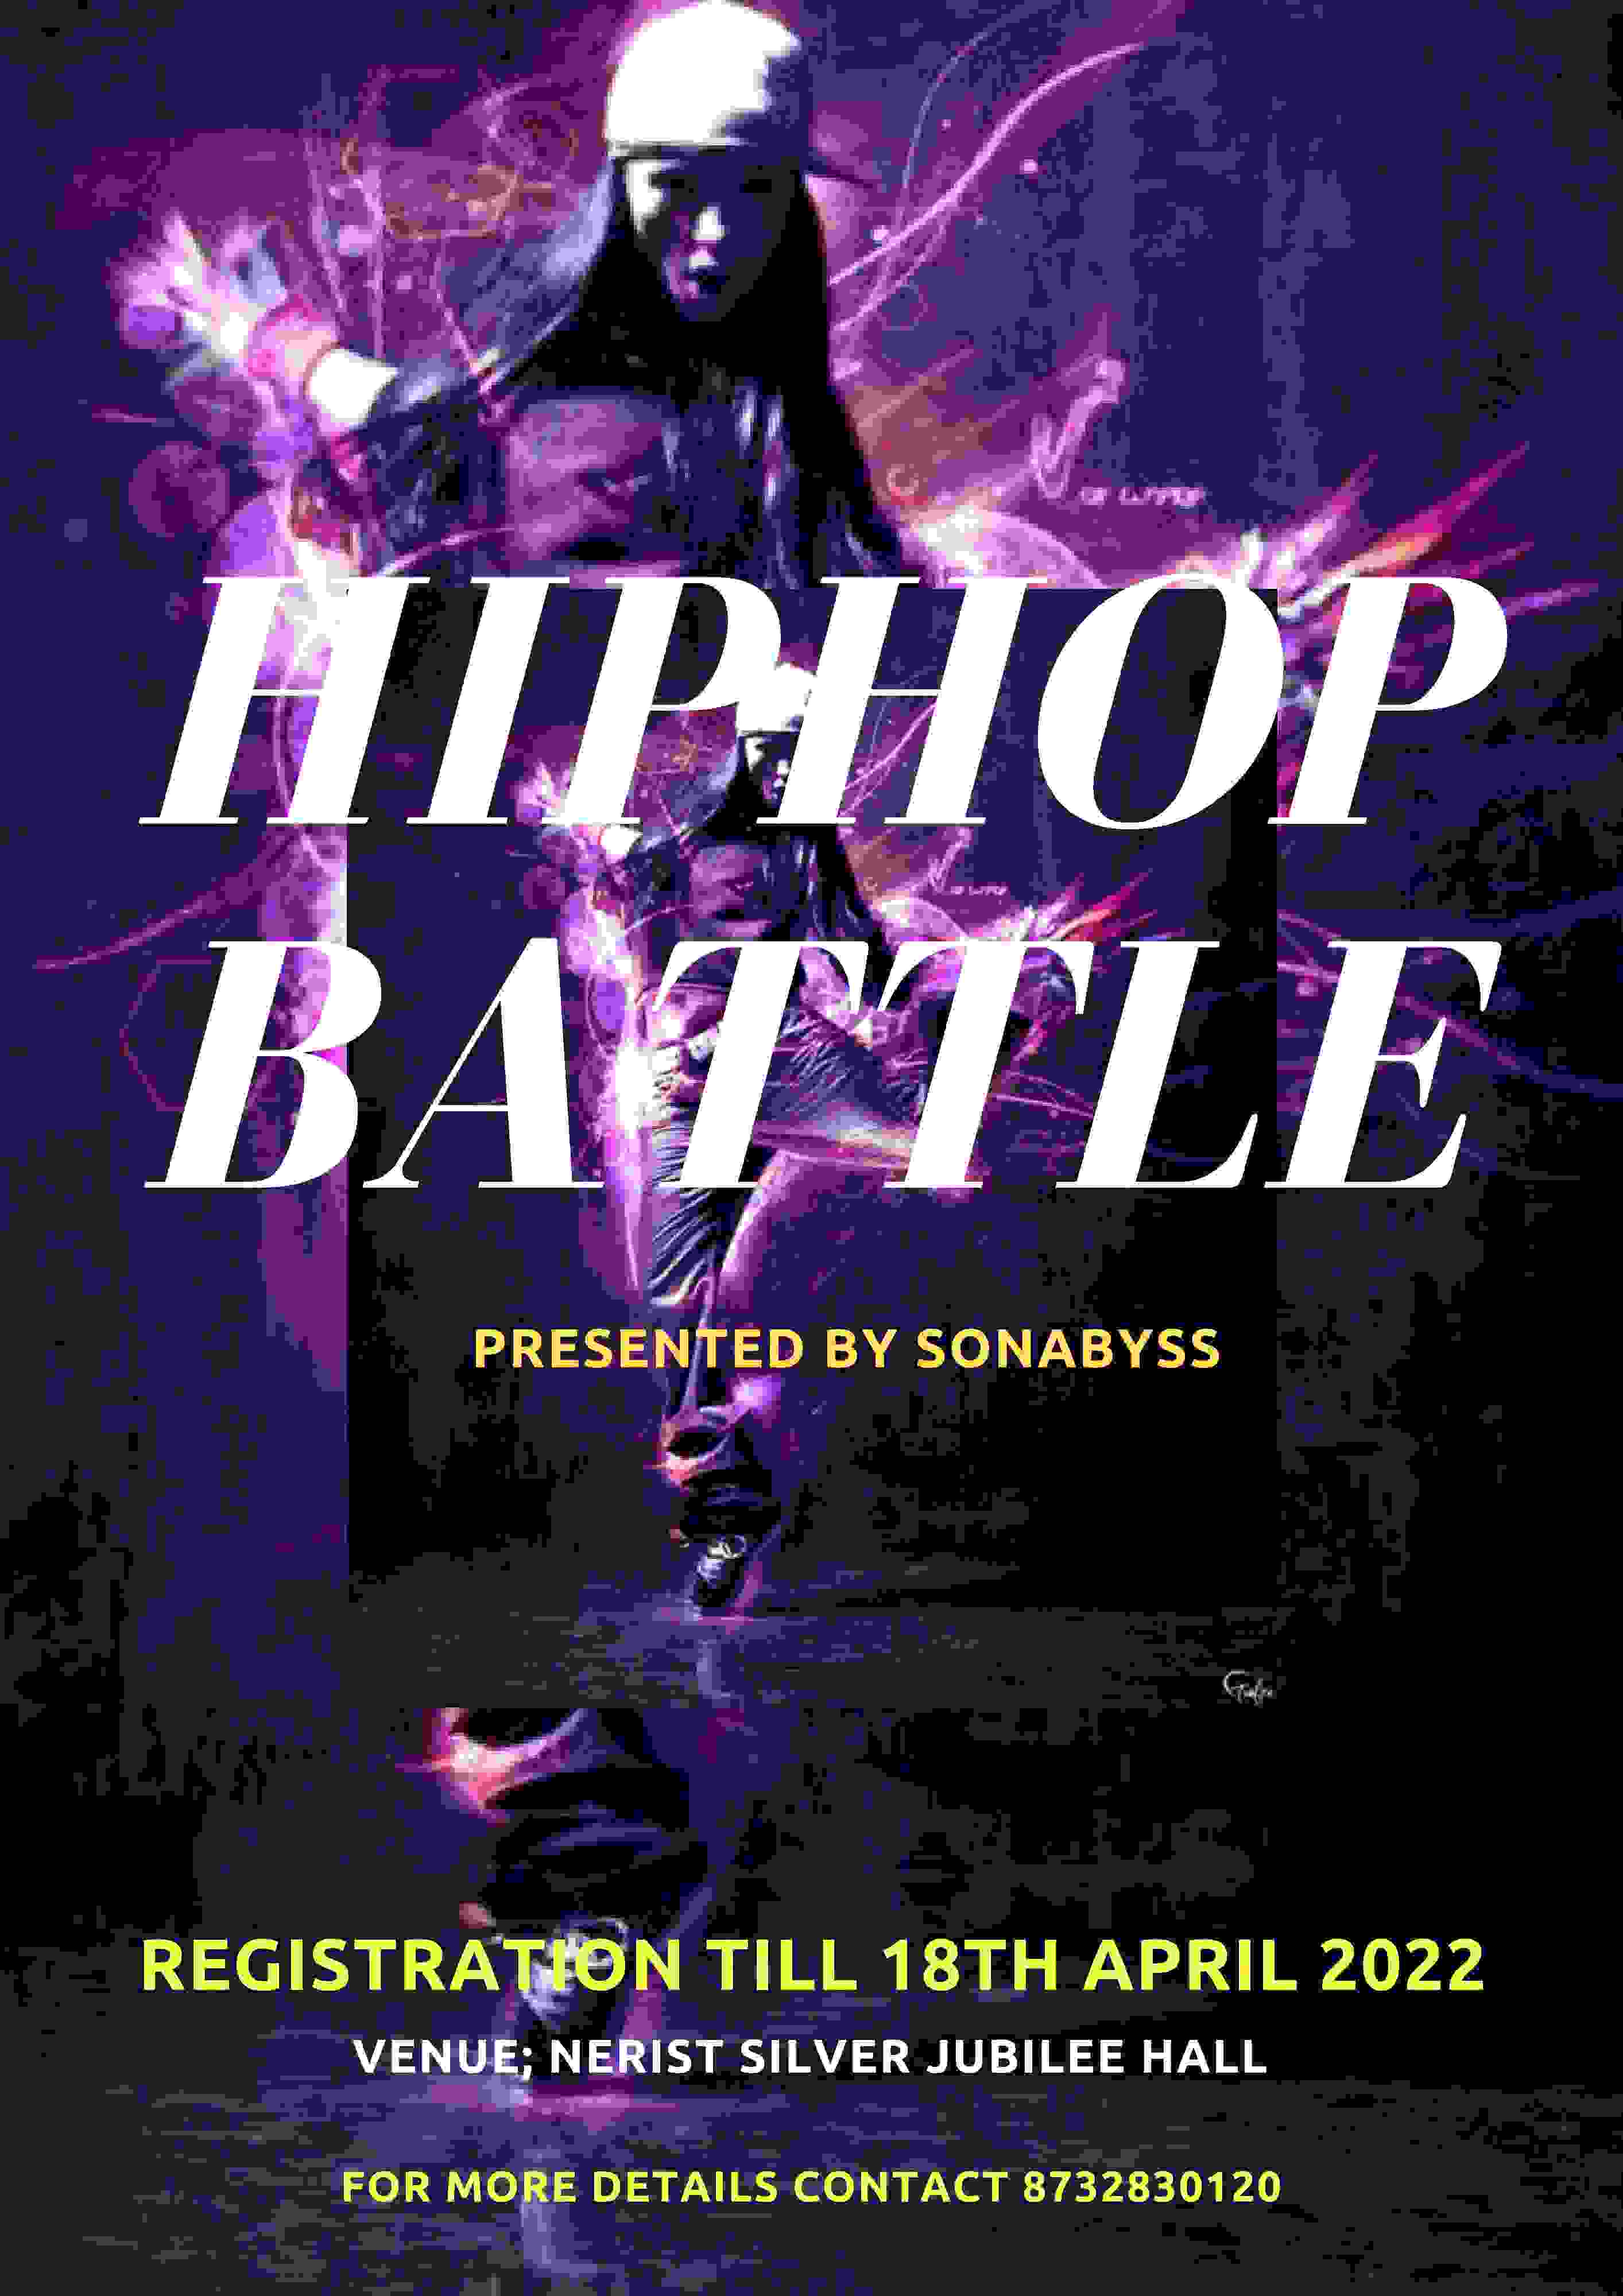 HIPHOP
BATTLE
PRESENTED BY SONABYSS
REGISTRATION TILL 18TH APRIL 2022
VENUE; NERIST SILVER JUBILEE HALL
FOR MORE DETAILS CONTACT 8732830120